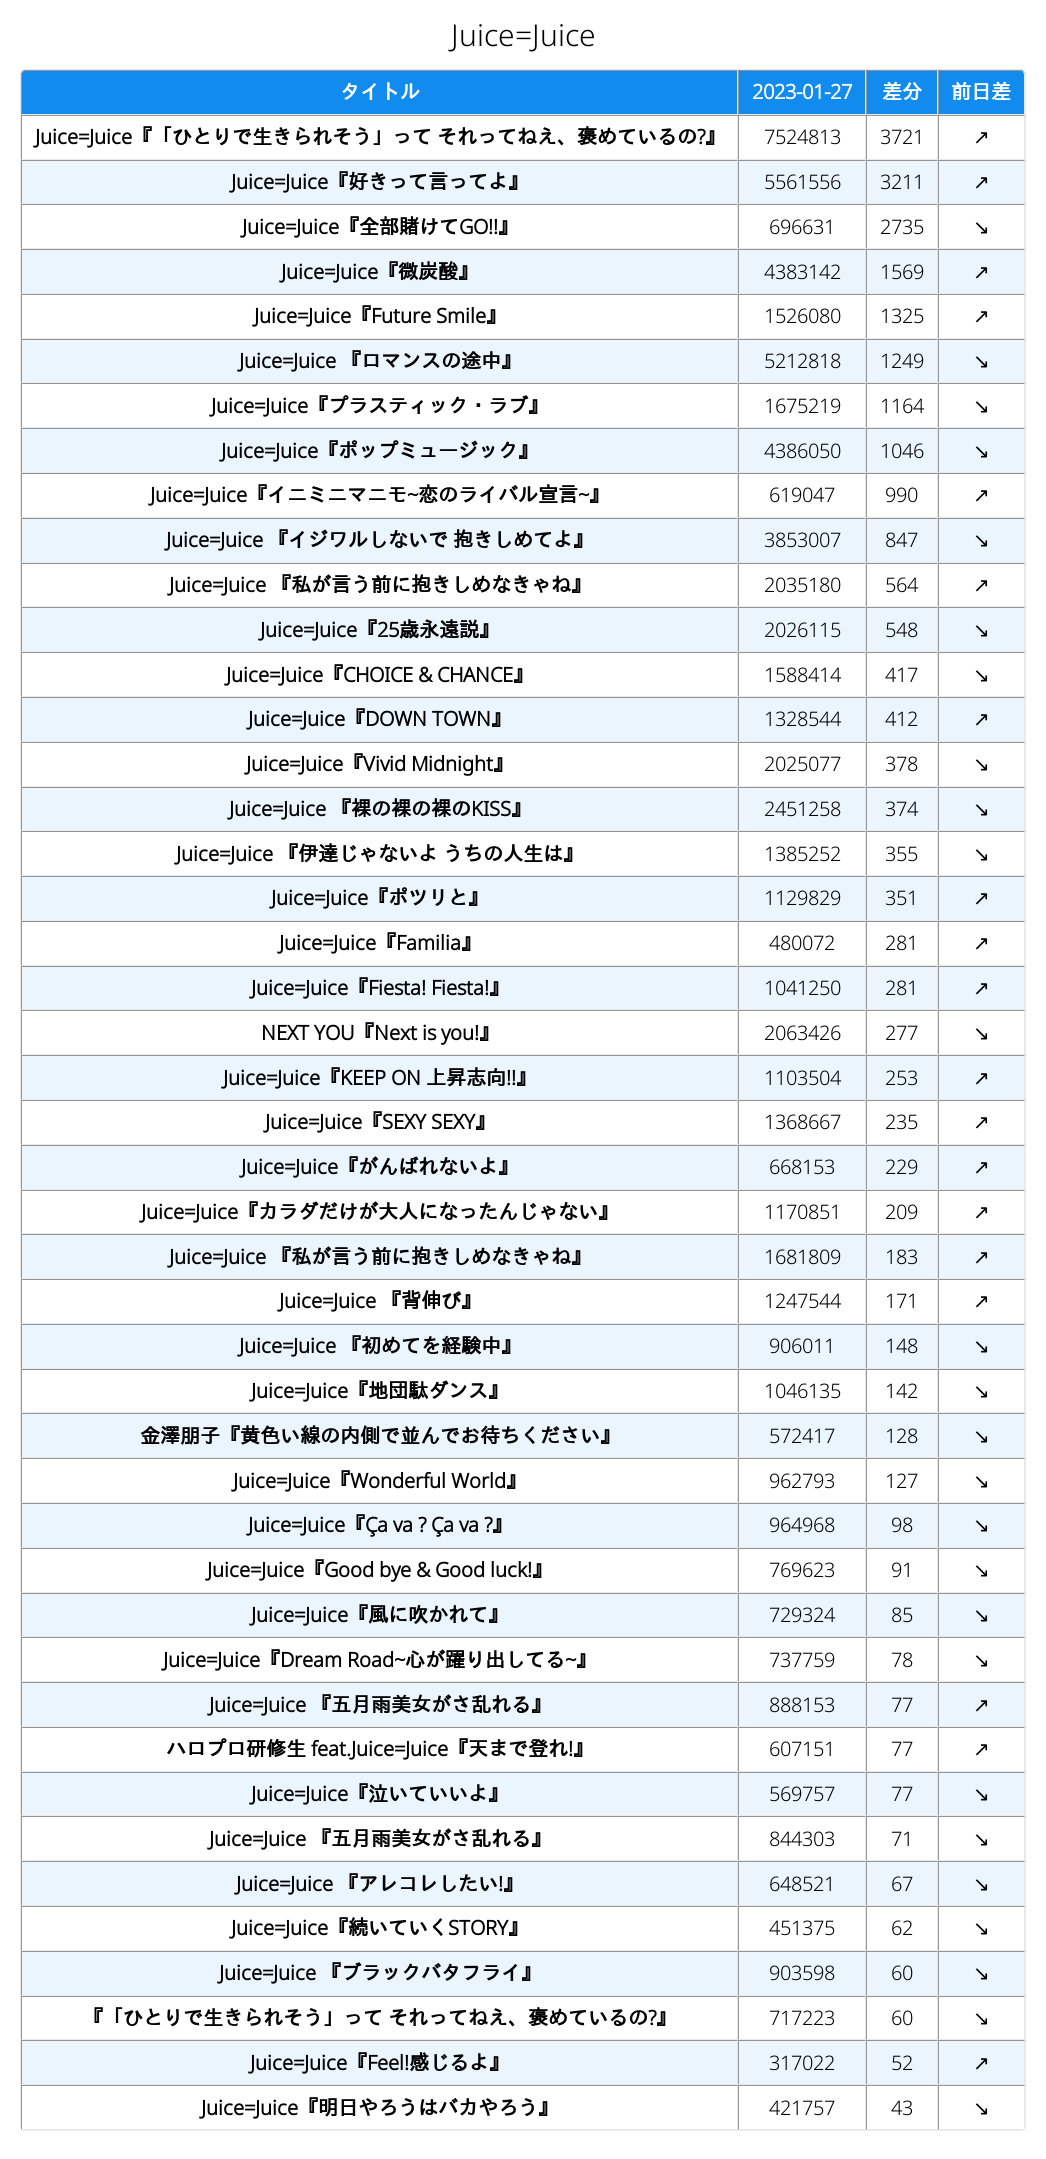 Juice=Juice
タイトル 2023-01-27 差分 前日差
Juice=Juice『「ひとりで生きられそう」って それってねえ、褒めているの?』 7524813 3721 ↗
Juice=Juice『好きって言ってよ』 5561556 3211 ↗
Juice=Juice『全部賭けてGO!!』 696631 2735 ↘
Juice=Juice『微炭酸』 4383142 1569 ↗
Juice=Juice『Future Smile』 1526080 1325 ↗
Juice=Juice 『ロマンスの途中』 5212818 1249 ↘
Juice=Juice『プラスティック・ラブ』 1675219 1164 ↘
Juice=Juice『ポップミュージック』 4386050 1046 ↘
Juice=Juice『イニミニマニモ~恋のライバル宣言~』 619047 990 ↗
Juice=Juice 『イジワルしないで 抱きしめてよ』 3853007 847 ↘
Juice=Juice 『私が言う前に抱きしめなきゃね』 2035180 564 ↗
Juice=Juice『25歳永遠説』 2026115 548 ↘
Juice=Juice『CHOICE & CHANCE』 1588414 417 ↘
Juice=Juice『DOWN TOWN』 1328544 412 ↗
Juice=Juice『Vivid Midnight』 2025077 378 ↘
Juice=Juice 『裸の裸の裸のKISS』 2451258 374 ↘
Juice=Juice 『伊達じゃないよ うちの人生は』 1385252 355 ↘
Juice=Juice『ポツリと』 1129829 351 ↗
Juice=Juice『Familia』 480072 281 ↗
Juice=Juice『Fiesta! Fiesta!』 1041250 281 ↗
NEXT YOU『Next is you!』 2063426 277 ↘
Juice=Juice『KEEP ON 上昇志向!!』 1103504 253 ↗
Juice=Juice『SEXY SEXY』 1368667 235 ↗
Juice=Juice『がんばれないよ』 668153 229 ↗
Juice=Juice『カラダだけが大人になったんじゃない』 1170851 209 ↗
Juice=Juice 『私が言う前に抱きしめなきゃね』 1681809 183 ↗
Juice=Juice 『背伸び』 1247544 171 ↗
Juice=Juice 『初めてを経験中』 906011 148 ↘
Juice=Juice『地団駄ダンス』 1046135 142 ↘
金澤朋子『黄色い線の内側で並んでお待ちください』 572417 128 ↘
Juice=Juice『Wonderful World』 962793 127 ↘
Juice=Juice『Ça va ? Ça va ?』 964968 98 ↘
Juice=Juice『Good bye & Good luck!』 769623 91 ↘
Juice=Juice『風に吹かれて』 729324 85 ↘
Juice=Juice『Dream Road~心が躍り出してる~』 737759 78 ↘
Juice=Juice 『五月雨美女がさ乱れる』 888153 77 ↗
ハロプロ研修生 feat.Juice=Juice『天まで登れ!』 607151 77 ↗
Juice=Juice『泣いていいよ』 569757 77 ↘
Juice=Juice 『五月雨美女がさ乱れる』 844303 71 ↘
Juice=Juice 『アレコレしたい!』 648521 67 ↘
Juice=Juice『続いていくSTORY』 451375 62 ↘
Juice=Juice 『ブラックバタフライ』 903598 60 ↘
『「ひとりで生きられそう」って それってねえ、褒めているの?』 717223 60 ↘
Juice=Juice『Feel!感じるよ』 317022 52 ↗
Juice=Juice『明日やろうはバカやろう』 421757 43 ↘